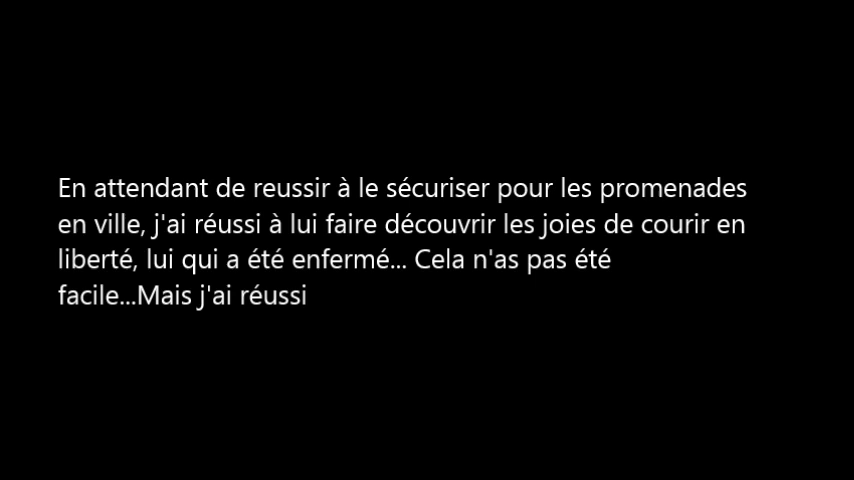 En attendant de reussir à le sécuriser pour les promenades
en ville, j'ai réussi à lui faire découvrir les joies de courir en
liberté, lui qui a été enfermé... Cela n'as pas été
facile...Mais j'ai réussi